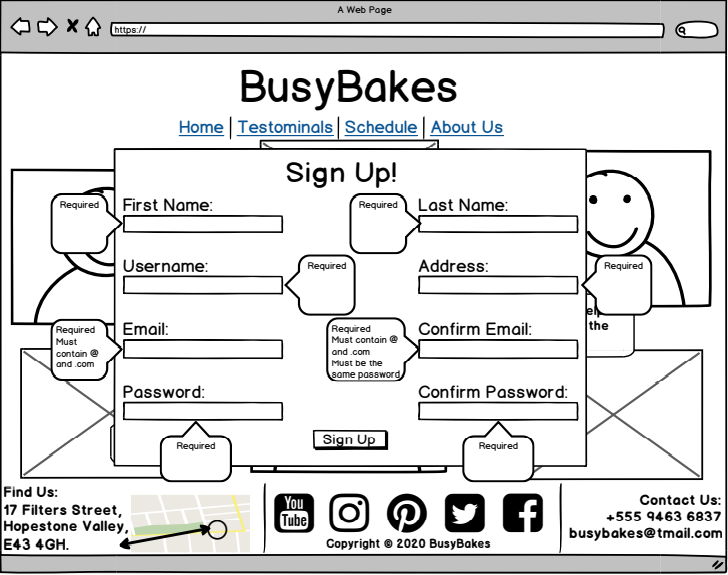 A Web Page
https://
BusyBakes
Home | Testominals | Schedule | About Us
Sign Up!
First Name:
Required
Last Name:
Required
Username:
Required
Address:
Required
Email:
Required
Must
contain @
and .com
Confirm Email:
Required
Must contain @
and .com
Must be the
same password
the
Password:
Required
Confirm Password:
Required
Sign Up
Find Us:
17 Filters Street,
Hopestone Valley,
E43 4GH.
You
Tube
Copyright © 2020 BusyBakes
Contact Us:
+555 9463 6837
busybakes@tmail.com